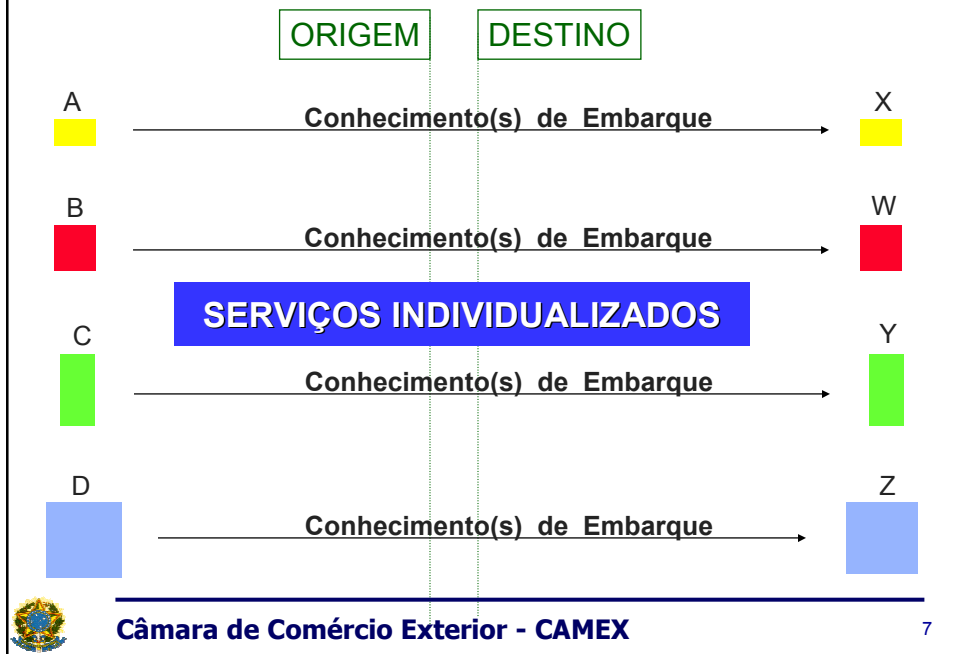 ORIGEM DESTINO
A Conhecimento(s) de Embarque X
B Conhecimento(s) de Embarque W
SERVIÇOS INDIVIDUALIZADOS
C Conhecimento(s) de Embarque Y
D Conhecimento(s) de Embarque Z
Câmara de Comércio Exterior - CAMEX 7